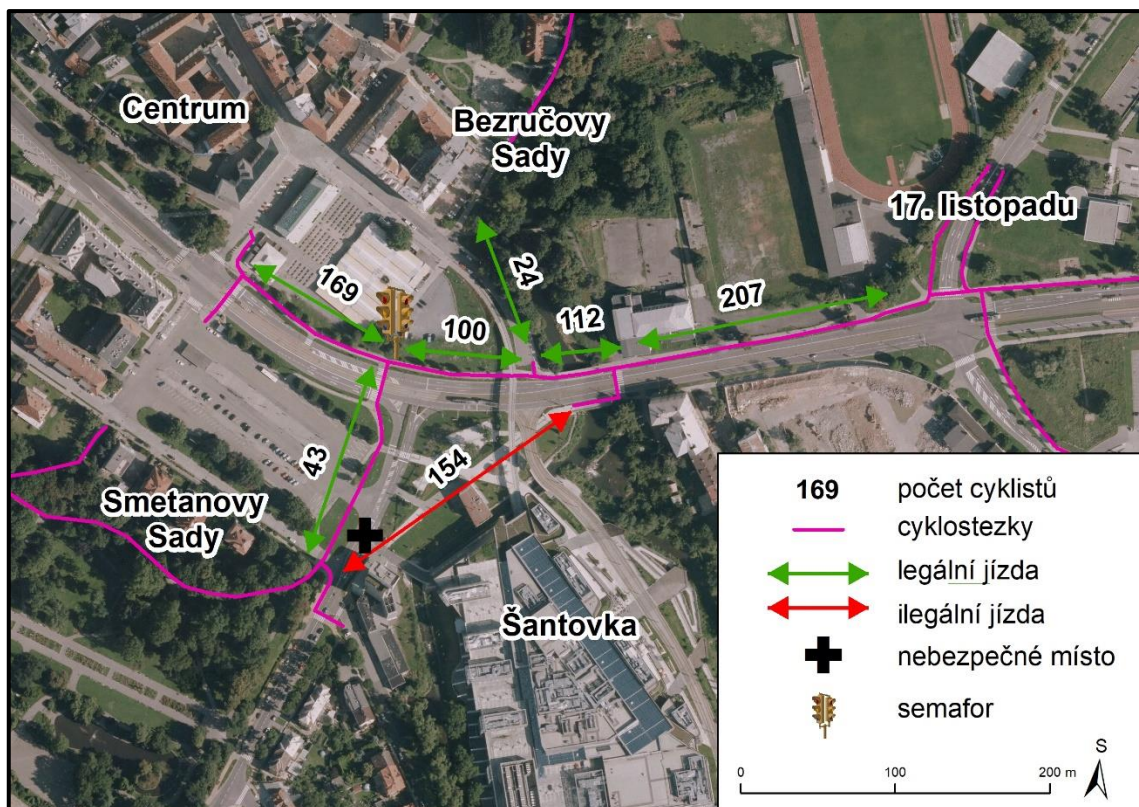 Centrum
Bezručovy
Sady
17. listopadu
169
24
100
112
207
43
154
Smetanovy
Sady
Šantovka
169 počet cyklistů
cyklostezky
legální jízda
ilegální jízda
nebezpečné místo
semafor
S
0 100 200 m